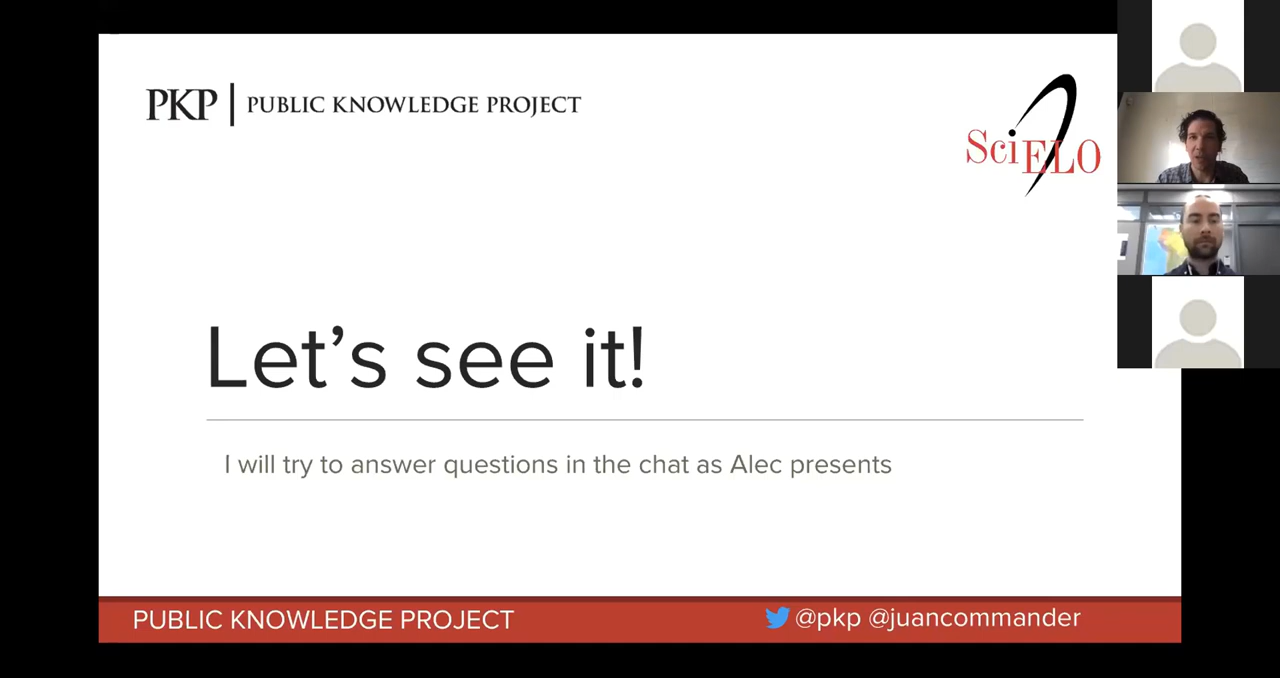 PKP | PUBLIC KNOWLEDGE PROJECT
SciELO
Let’s see it!
I will try to answer questions in the chat as Alec presents
PUBLIC KNOWLEDGE PROJECT
@pkp @juancommander